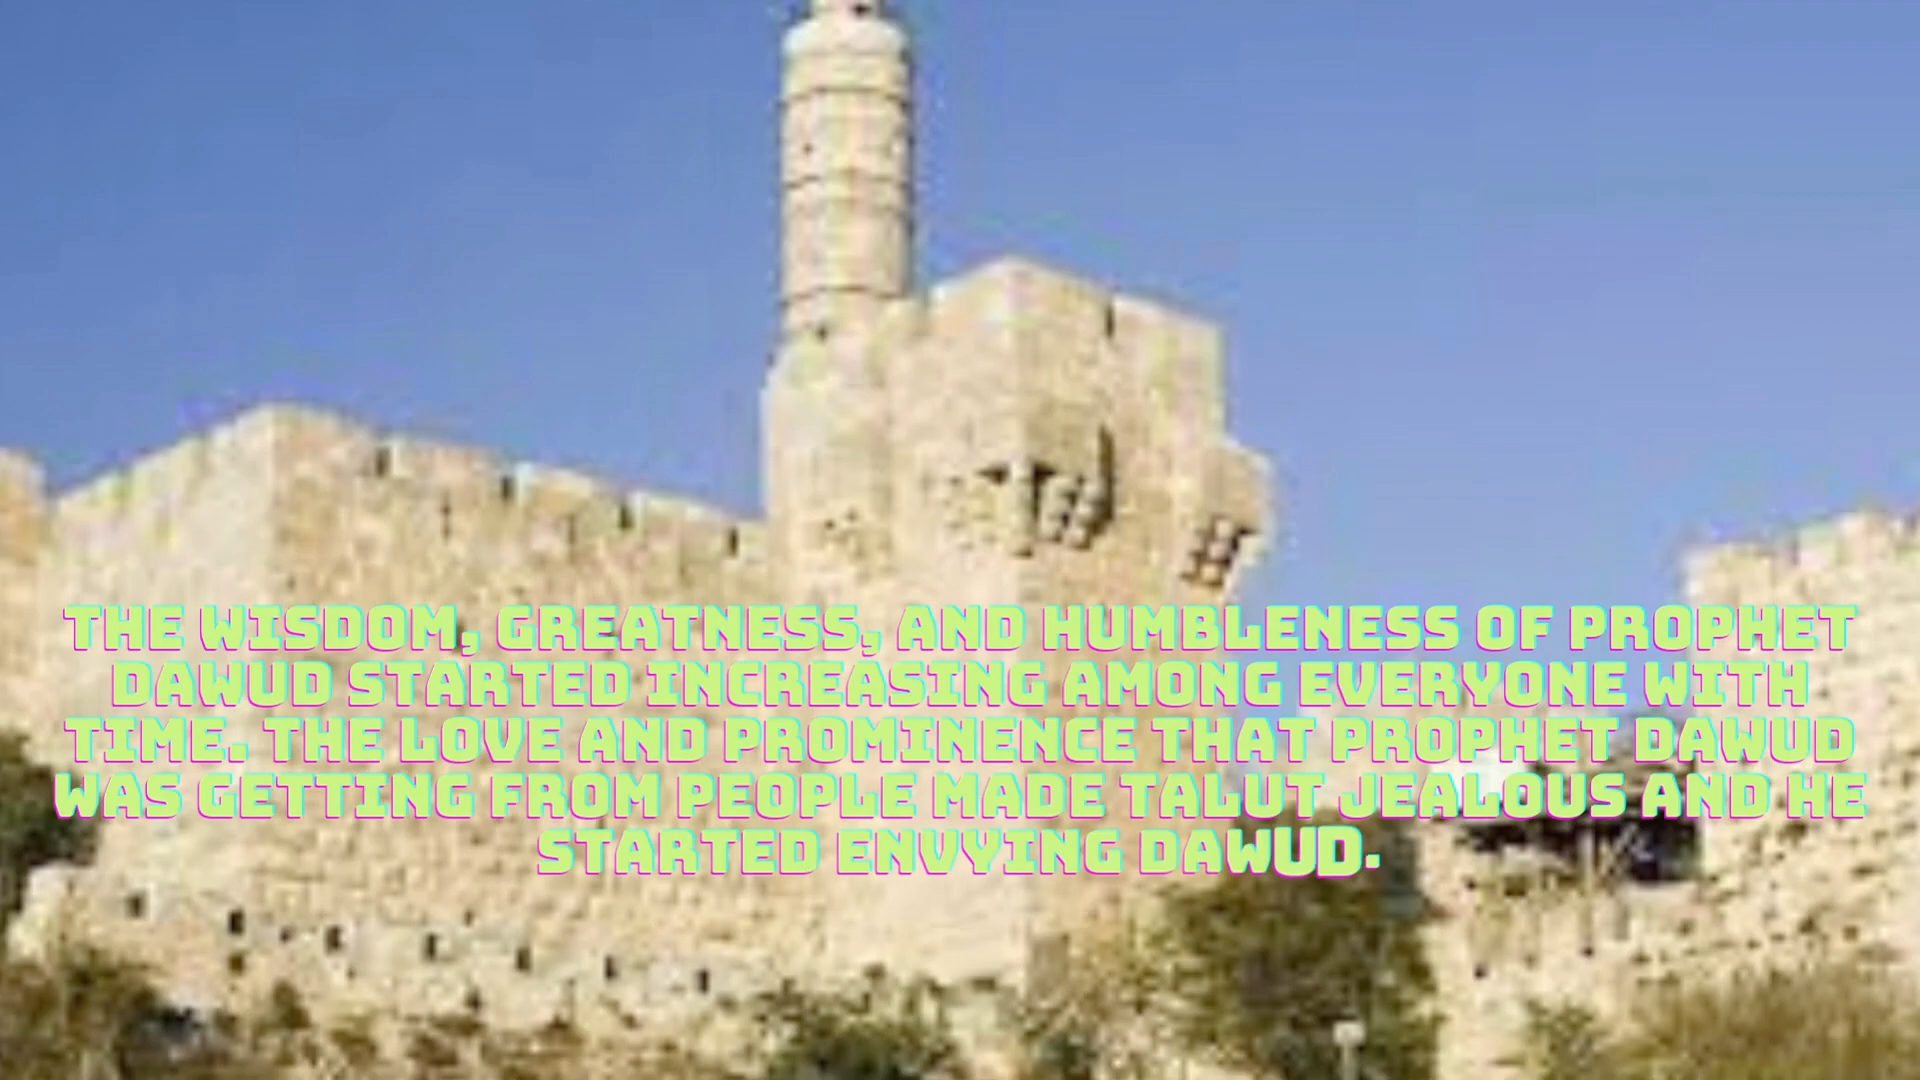 THE WISDOM, GREATNESS, AND HUMBLENESS OF PROPHET
DAWUD STARTED INCREASING AMONG EVERYONE WITH
TIME. THE LOVE AND PROMINENCE THAT PROPHET DAWUD
WAS GETTING FROM PEOPLE MADE TALUT JEALOUS AND HE
STARTED ENVYING DAWUD.